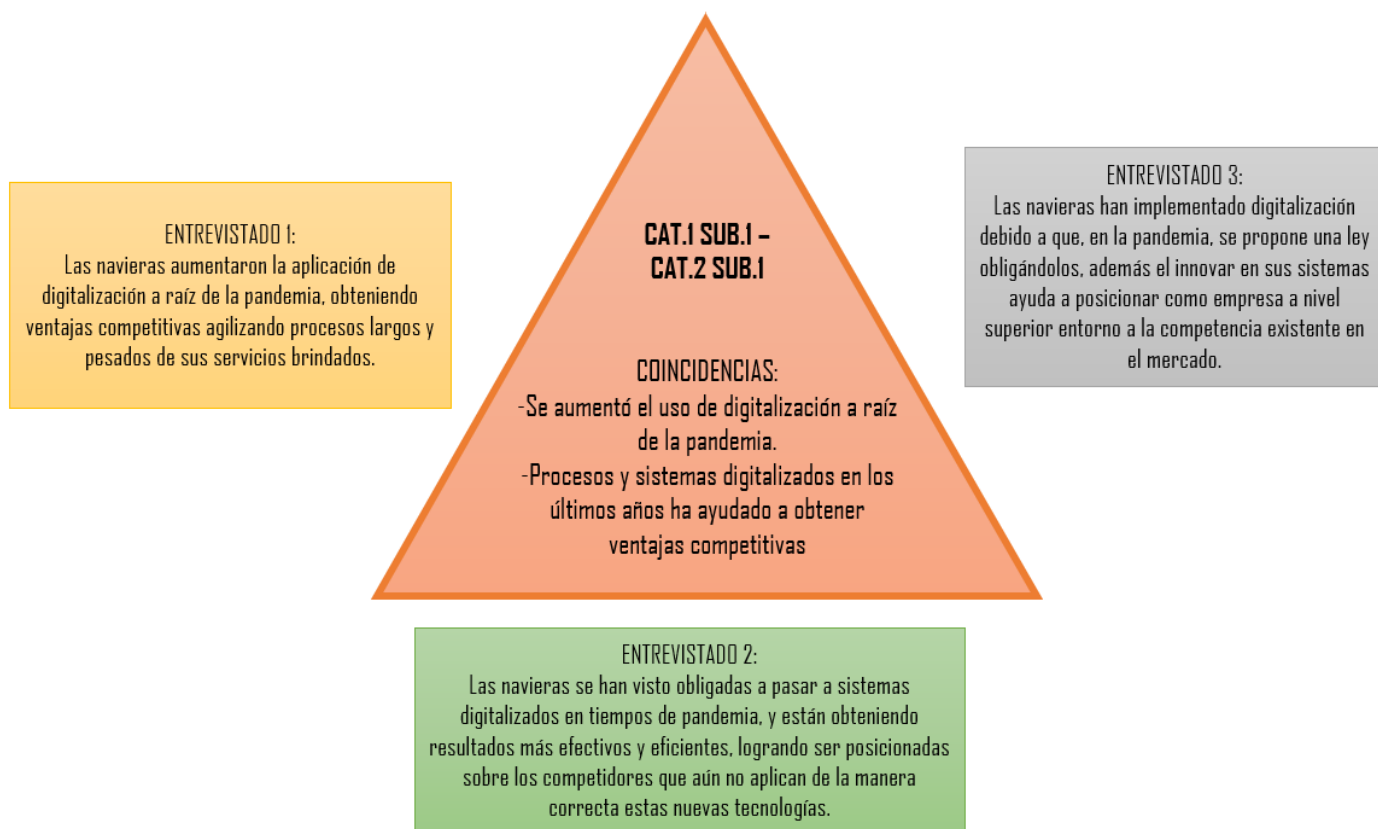 CAT.1 SUB.1 –
CAT.2 SUB.1
COINCIDENCIAS:
-Se aumentó el uso de digitalización a raíz
de la pandemia.
-Procesos y sistemas digitalizados en los
últimos años ha ayudado a obtener
ventajas competitivas
ENTREVISTADO 1:
Las navieras aumentaron la aplicación de
digitalización a raíz de la pandemia, obteniendo
ventajas competitivas agilizando procesos largos y
pesados de sus servicios brindados.
ENTREVISTADO 3:
Las navieras han implementado digitalización
debido a que, en la pandemia, se propone una ley
obligándolos, además el innovar en sus sistemas
ayuda a posicionar como empresa a nivel
superior entorno a la competencia existente en
el mercado.
ENTREVISTADO 2:
Las navieras se han visto obligadas a pasar a sistemas
digitalizados en tiempos de pandemia, y están obteniendo
resultados más efectivos y eficientes, logrando ser posicionadas
sobre los competidores que aún no aplican de la manera
correcta estas nuevas tecnologías.